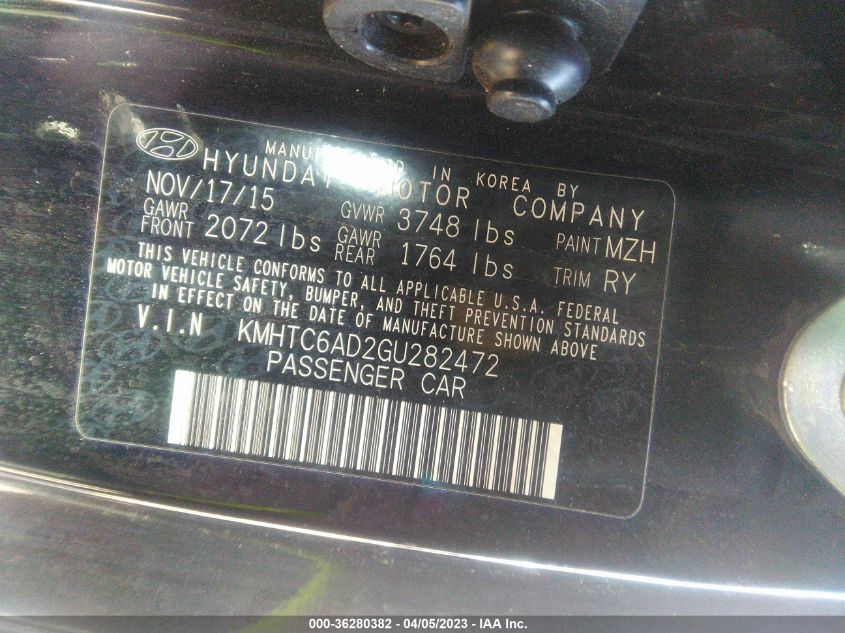 MANUFACTURED IN KOREA BY
HYUNDAI MOTOR COMPANY
NOV/17/15 GVWR 3748 lbs PAINT MZH
GAWR FRONT 2072 lbs GAWR REAR 1764 lbs TRIM RY
THIS VEHICLE CONFORMS TO ALL APPLICABLE U.S.A. FEDERAL
MOTOR VEHICLE SAFETY, BUMPER, AND THEFT PREVENTION STANDARDS
IN EFFECT ON THE DATE OF MANUFACTURE SHOWN ABOVE
V.I.N KMHTC6AD2GU282472
PASSENGER CAR
000-36280382 - 04/05/2023 - IAA Inc.